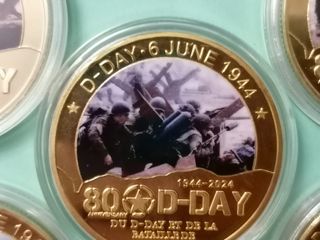 D-DAY · 6 JUNE 1944
1944-2024
80 D-DAY
ANNIVERSARY
DU D-DAY ET DE LA
BATAILLE DE